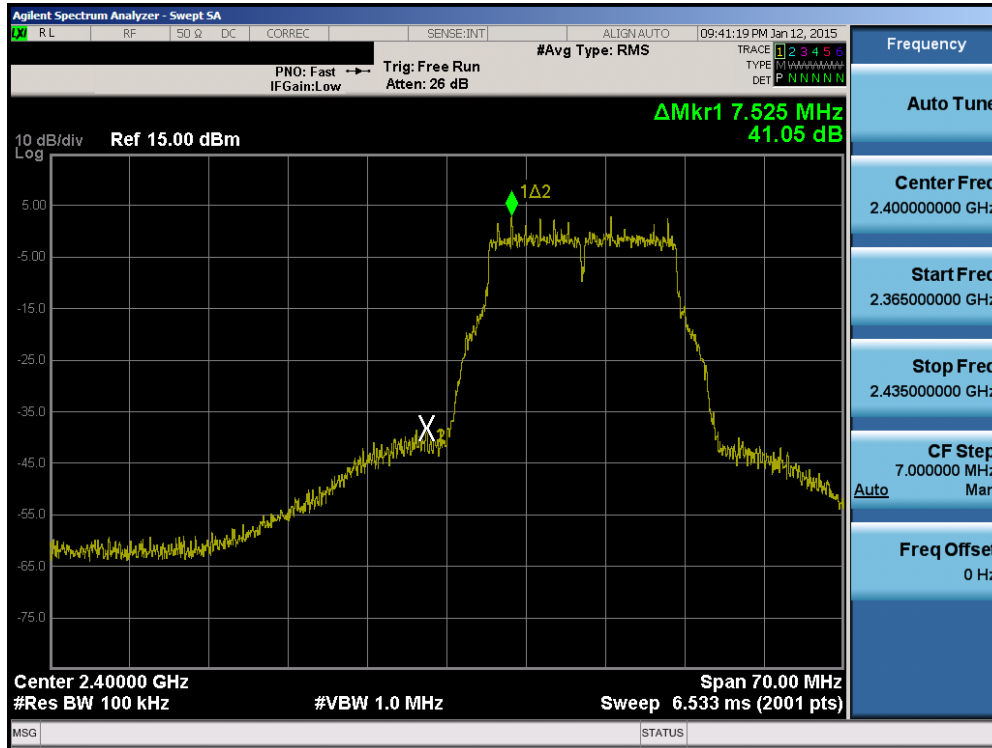 Agilent Spectrum Analyzer - Swept SA
LXI RL RF 50 Ω DC CORREC SENSE:INT ALIGN AUTO 09:41:19 PM Jan 12, 2015
#Avg Type: RMS
TRACE 1 2 3 4 5 6
PNO: Fast
Trig: Free Run
TYPE M
IFGain:Low
Atten: 26 dB
DET P N N N N N
ΔMkr1 7.525 MHz
41.05 dB
10 dB/div
Ref 15.00 dBm
Log
1Δ2
5.00
-5.00
-15.0
-25.0
-35.0
X2
-45.0
-55.0
-65.0
-75.0
Center 2.40000 GHz
Span 70.00 MHz
#Res BW 100 kHz
#VBW 1.0 MHz
Sweep 6.533 ms (2001 pts)
MSG
STATUS
Frequency
Auto Tune
Center Freq
2.400000000 GHz
Start Freq
2.365000000 GHz
Stop Freq
2.435000000 GHz
CF Step
7.000000 MHz
Auto Man
Freq Offset
0 Hz